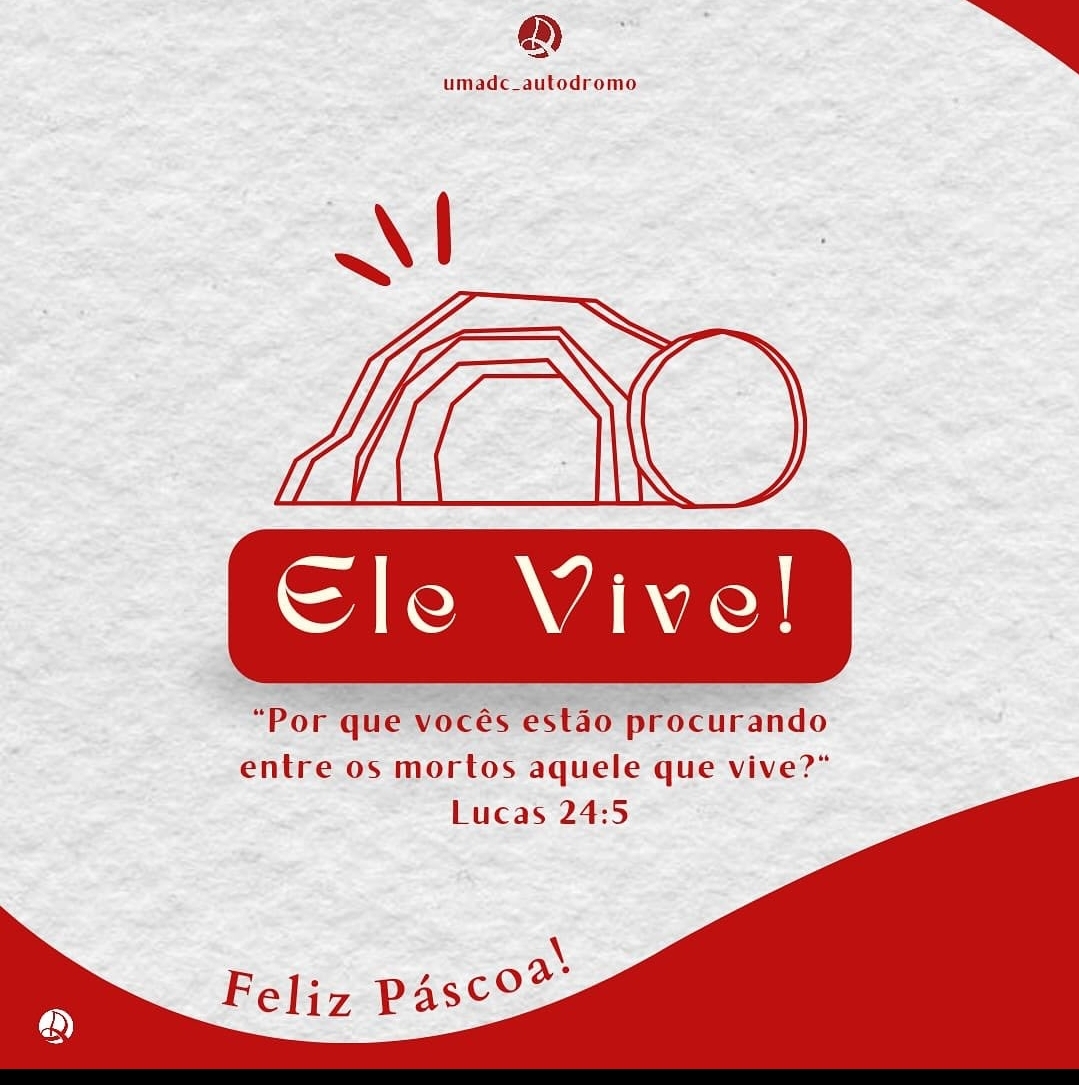 umadc_autodromo
Ele Vive!
“Por que vocês estão procurando
entre os mortos aquele que vive?“
Lucas 24:5
Feliz Páscoa!